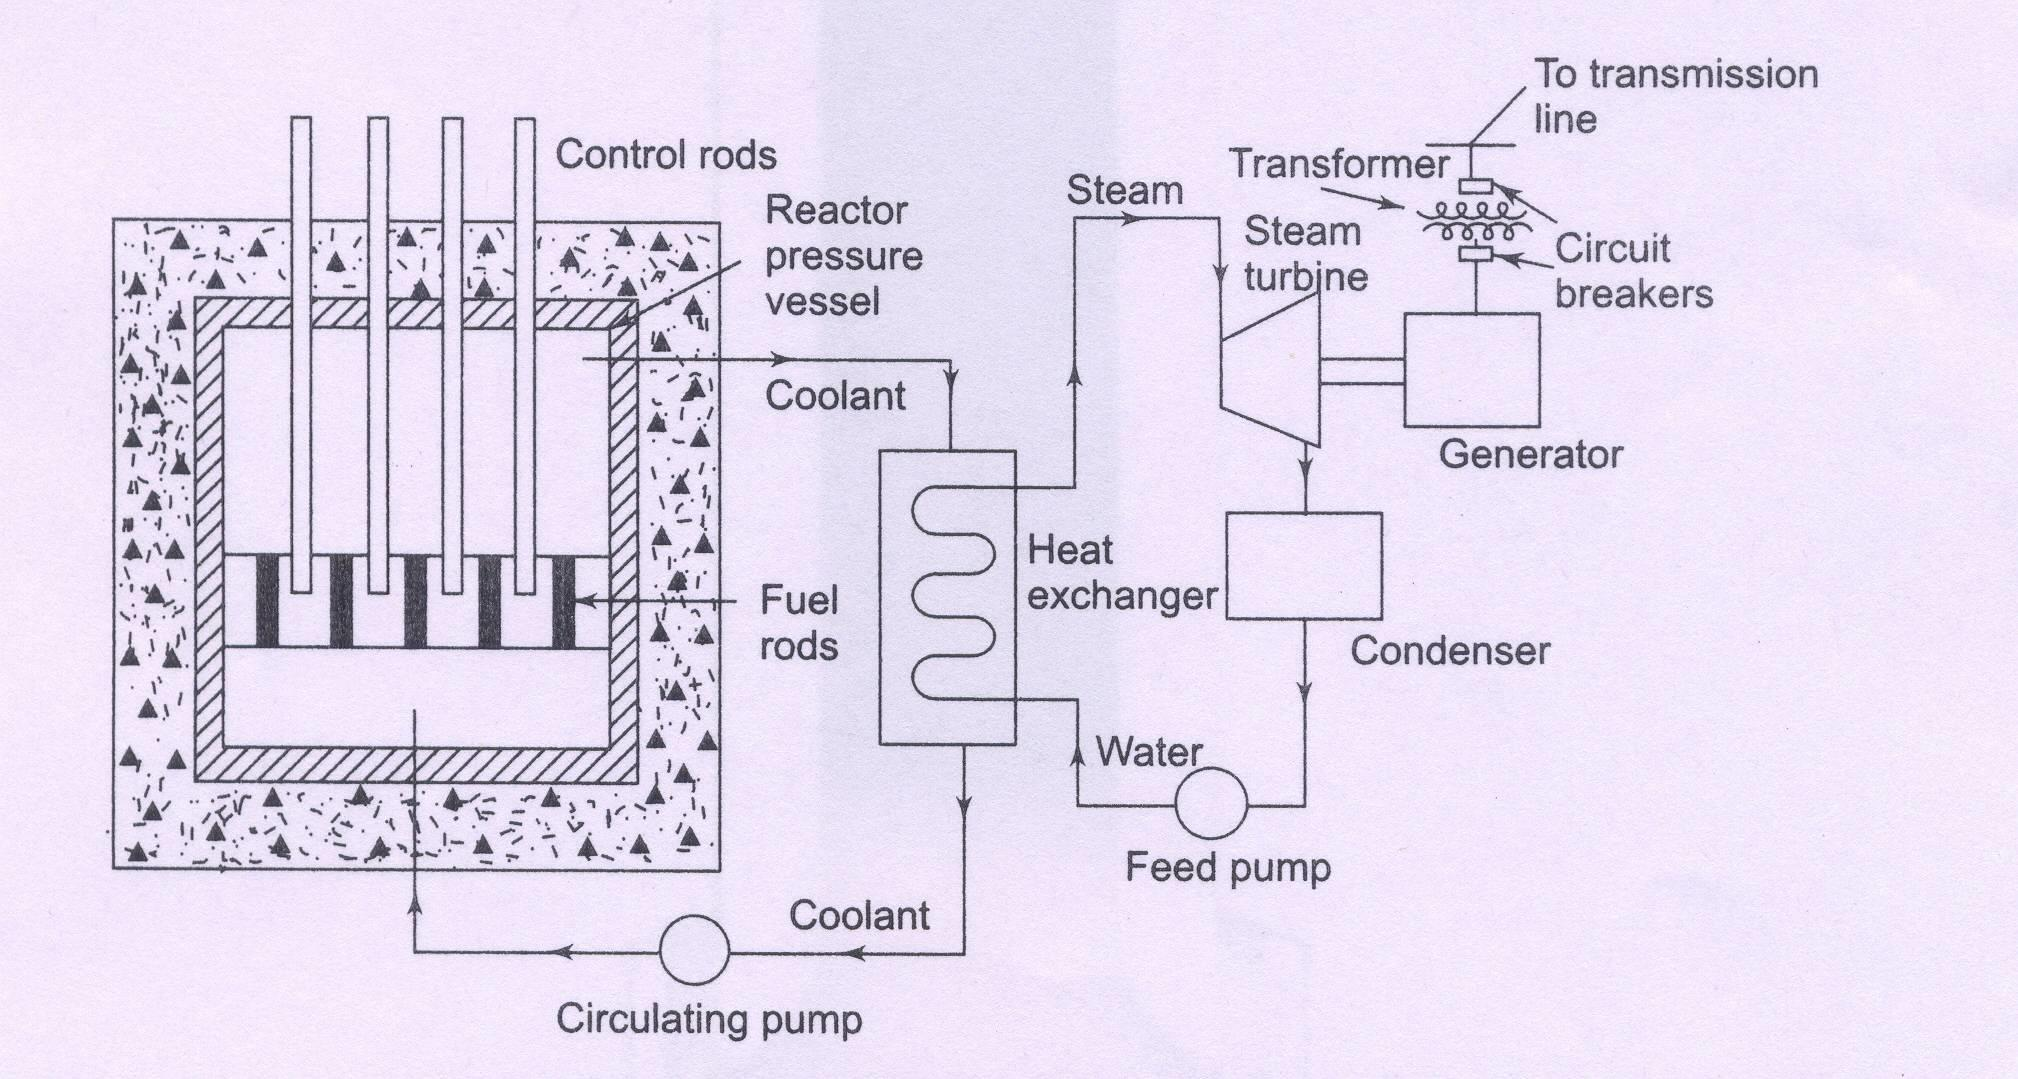 To transmission
line
Control rods
Transformer
Steam
Reactor
pressure
vessel
Steam
turbine
Circuit
breakers
Coolant
Generator
Heat
exchanger
Fuel
rods
Condenser
Water
Feed pump
Coolant
Circulating pump